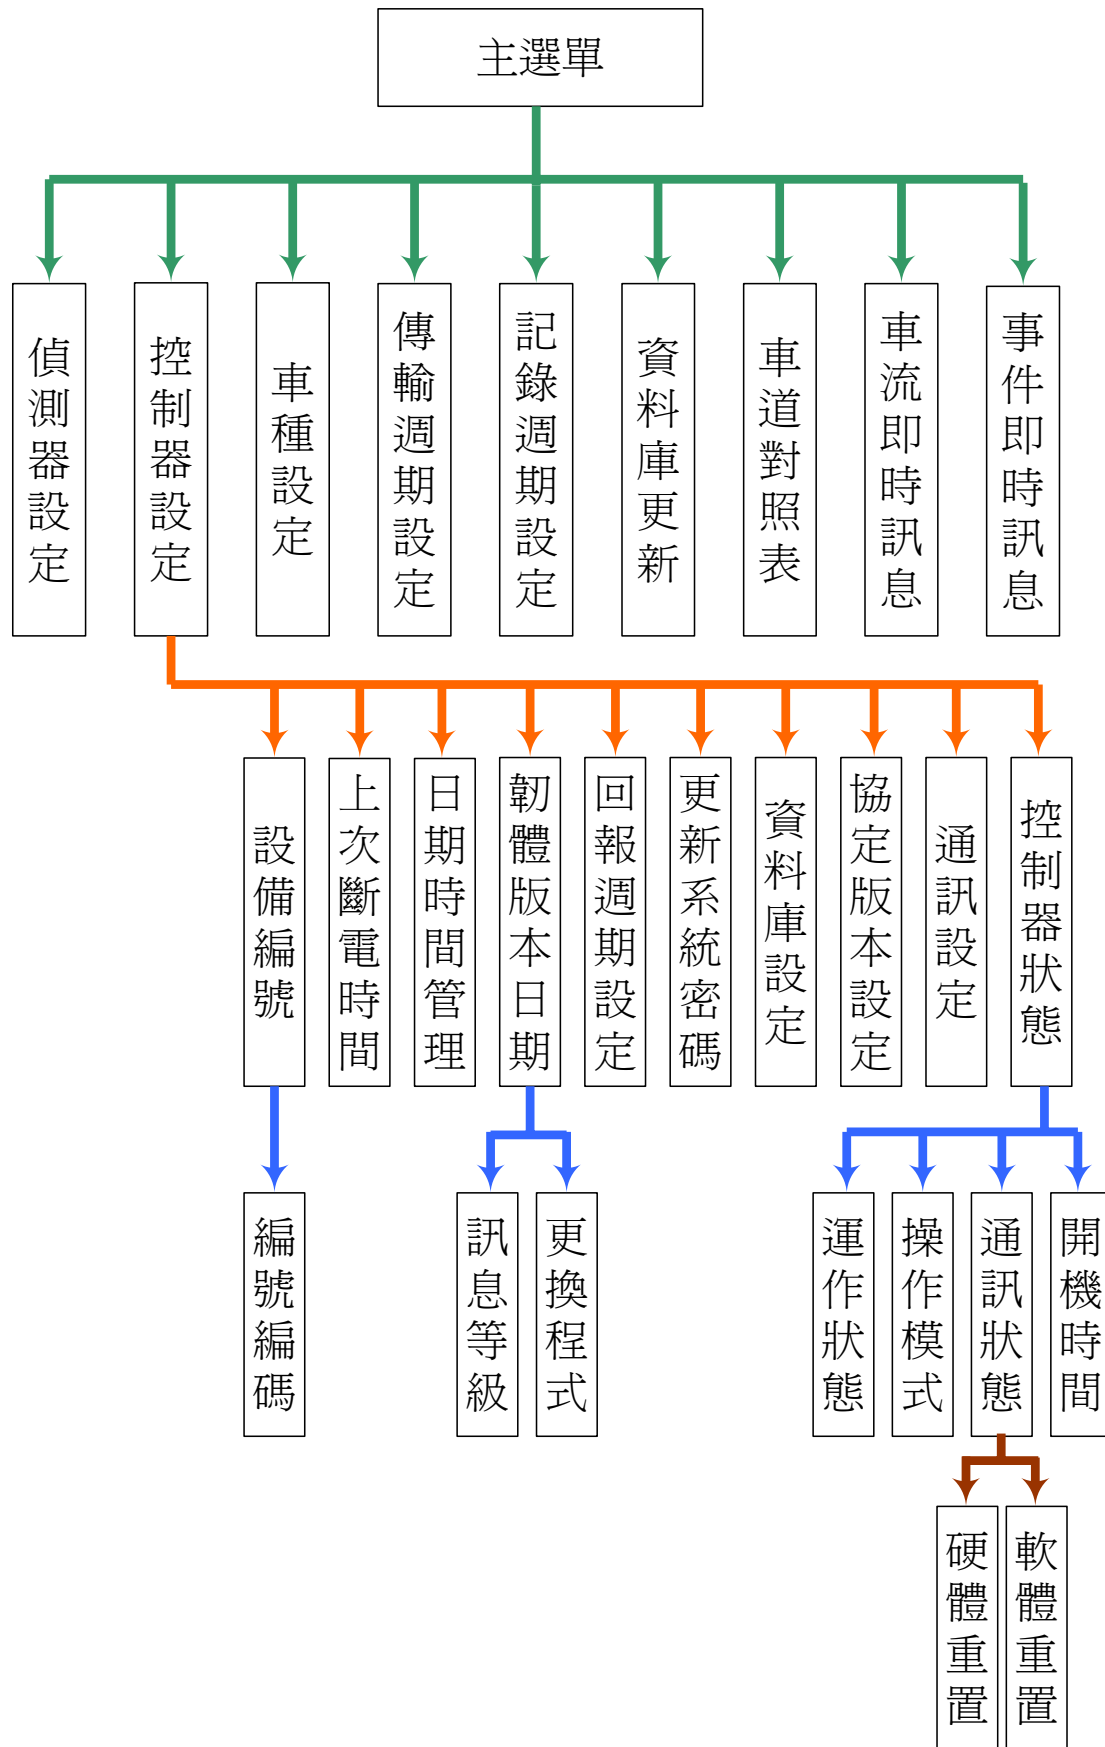 主選單
偵測器設定
控制器設定
車種設定
傳輸週期設定
記錄週期設定
資料庫更新
車道對照表
車流即時訊息
事件即時訊息
設備編號
上次斷電時間
日期時間管理
韌體版本日期
回報週期設定
更新系統密碼
資料庫設定
協定版本設定
通訊設定
控制器狀態
編號編碼
訊息等級
更換程式
運作狀態
操作模式
通訊狀態
開機時間
硬體重置
軟體重置